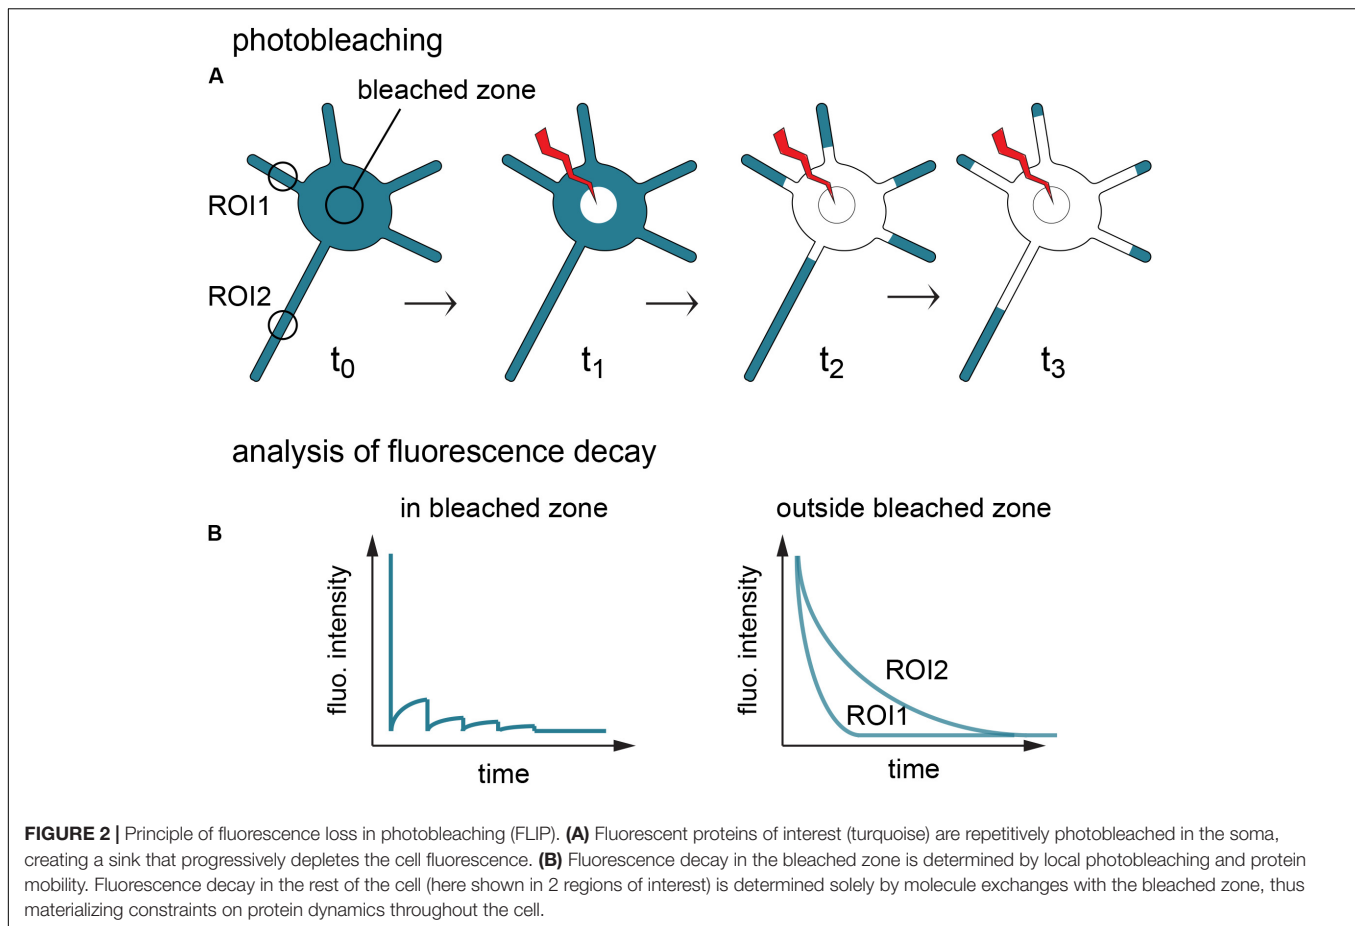 photobleaching
A
bleached zone
ROI1
ROI2
t0
t1
t2
t3
analysis of fluorescence decay
B
in bleached zone
fluo. intensity
time
outside bleached zone
fluo. intensity
ROI2
ROI1
time
FIGURE 2 | Principle of fluorescence loss in photobleaching (FLIP). (A) Fluorescent proteins of interest (turquoise) are repetitively photobleached in the soma,
creating a sink that progressively depletes the cell fluorescence. (B) Fluorescence decay in the bleached zone is determined by local photobleaching and protein
mobility. Fluorescence decay in the rest of the cell (here shown in 2 regions of interest) is determined solely by molecule exchanges with the bleached zone, thus
materializing constraints on protein dynamics throughout the cell.